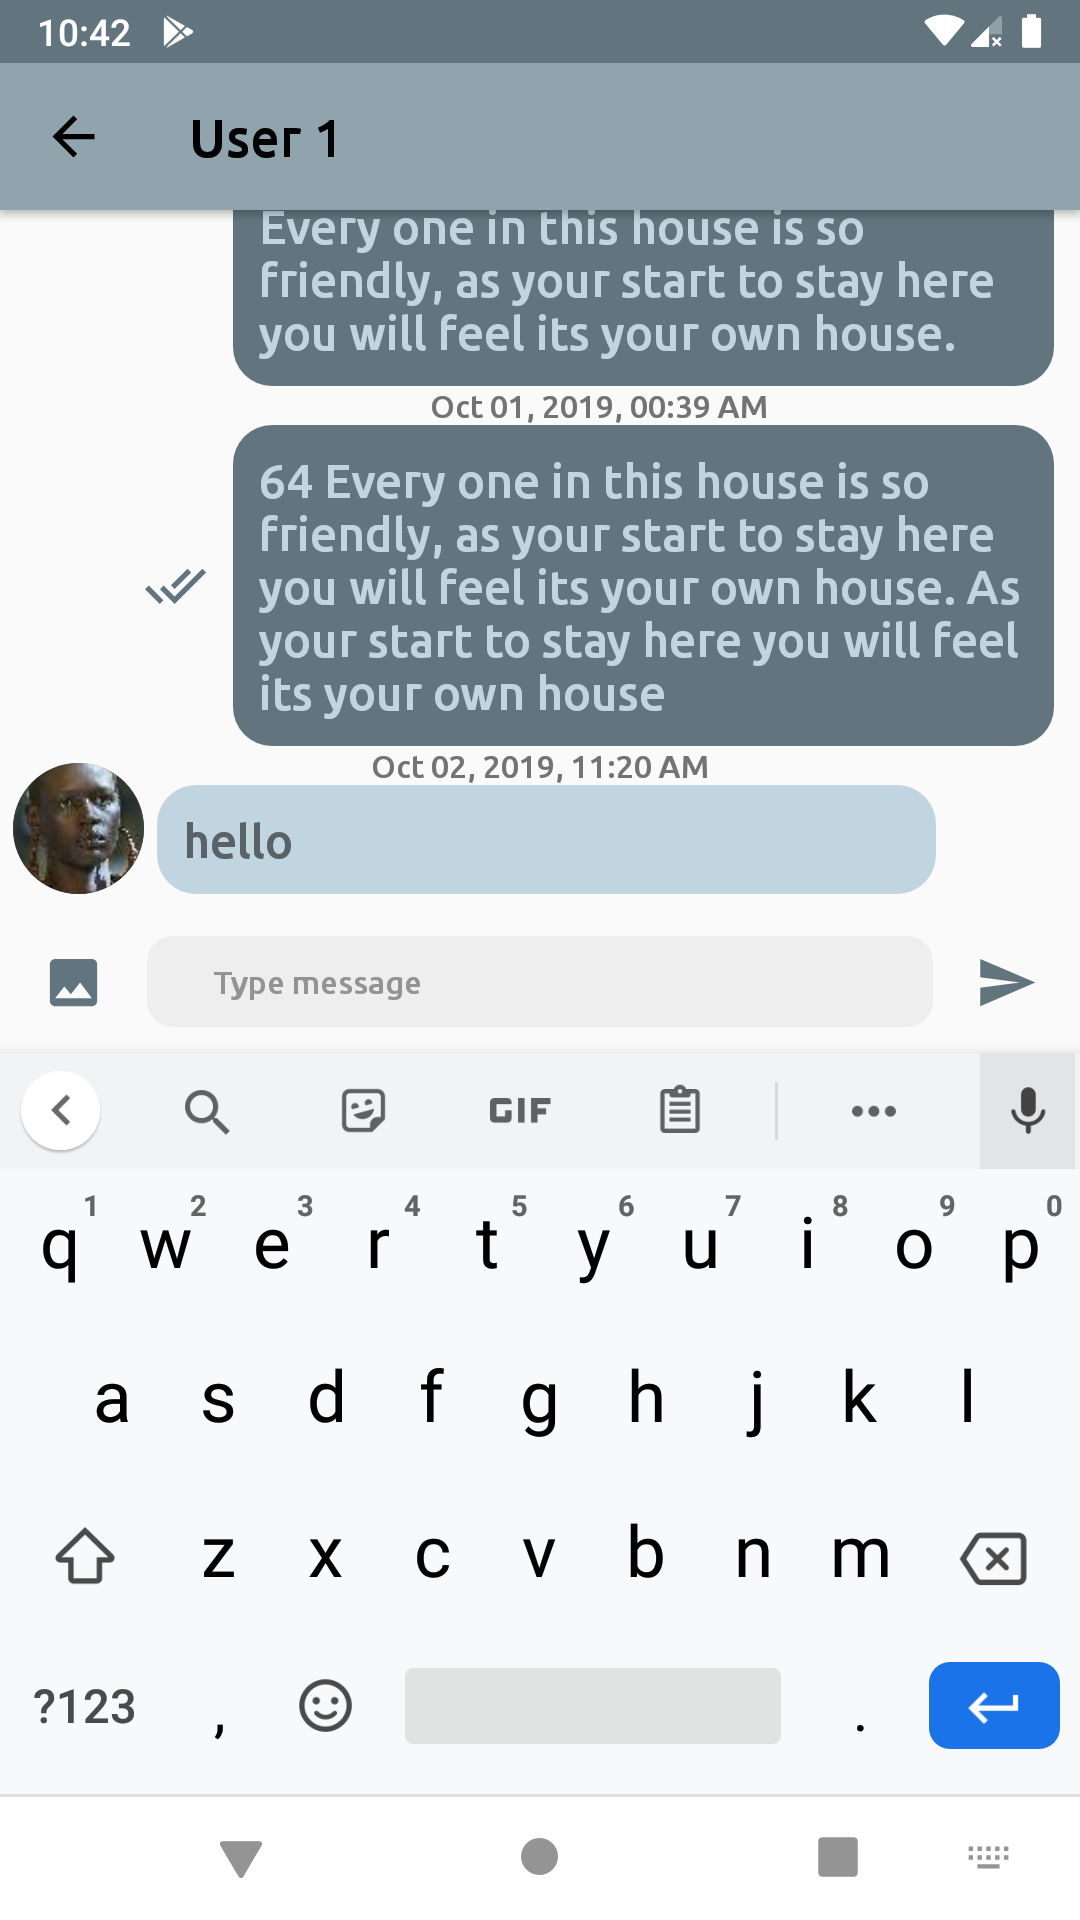 10:42
User 1
Every one in this house is so
friendly, as your start to stay here
you will feel its your own house.
Oct 01, 2019, 00:39 AM
64 Every one in this house is so
friendly, as your start to stay here
you will feel its your own house. As
your start to stay here you will feel
its your own house
Oct 02, 2019, 11:20 AM
hello
Type message
GIF
1 2 3 4 5 6 7 8 9 0
q w e r t y u i o p
a s d f g h j k l
z x c v b n m
?123 , .